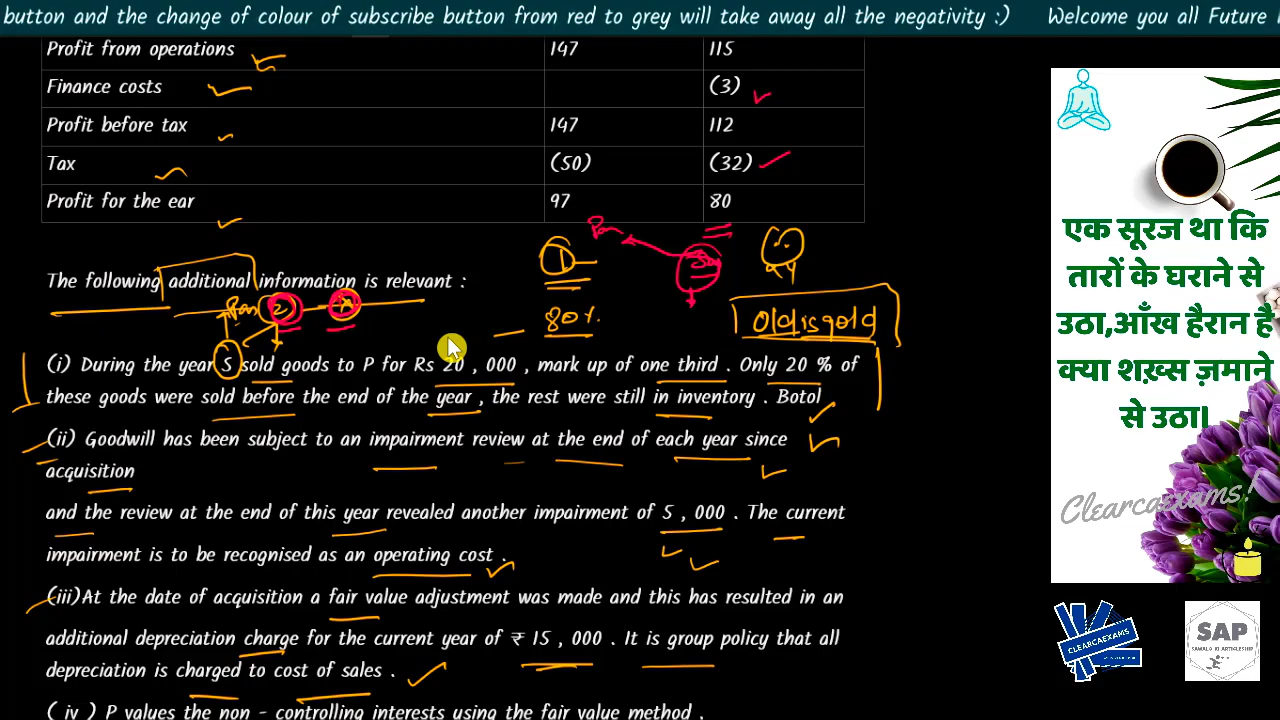 button and the change of colour of subscribe button from red to grey will take away all the negativity :) Welcome you all Future
Profit from operations 147 115
Finance costs (3)
Profit before tax 147 112
Tax (50) (32)
Profit for the ear 97 80
The following additional information is relevant :
80%
Old is gold
(i) During the year S sold goods to P for Rs 20 , 000 , mark up of one third . Only 20 % of
these goods were sold before the end of the year , the rest were still in inventory . Botol
(ii) Goodwill has been subject to an impairment review at the end of each year since
acquisition
and the review at the end of this year revealed another impairment of 5 , 000 . The current
impairment is to be recognised as an operating cost .
(iii)At the date of acquisition a fair value adjustment was made and this has resulted in an
additional depreciation charge for the current year of ₹ 15 , 000 . It is group policy that all
depreciation is charged to cost of sales .
( iv ) P values the non - controlling interests using the fair value method .
एक सूरज था कि
तारों के घराने से
उठा,आँख हैरान है
क्या शख़्स ज़माने
से उठा।
Clearcaexams!
CLEARCAEXAMS
SAP
SAWALO KI ARTICLESHIP